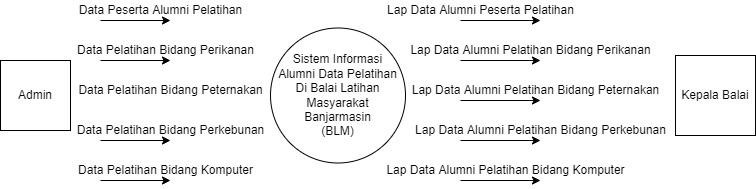 Data Peserta Alumni Pelatihan
Lap Data Alumni Peserta Pelatihan
Data Pelatihan Bidang Perikanan
Lap Data Alumni Pelatihan Bidang Perikanan
Admin
Data Pelatihan Bidang Peternakan
Sistem Informasi
Alumni Data Pelatihan
Di Balai Latihan
Masyarakat
Banjarmasin
(BLM)
Lap Data Alumni Pelatihan Bidang Peternakan
Kepala Balai
Data Pelatihan Bidang Perkebunan
Lap Data Alumni Pelatihan Bidang Perkebunan
Data Pelatihan Bidang Komputer
Lap Data Alumni Pelatihan Bidang Komputer